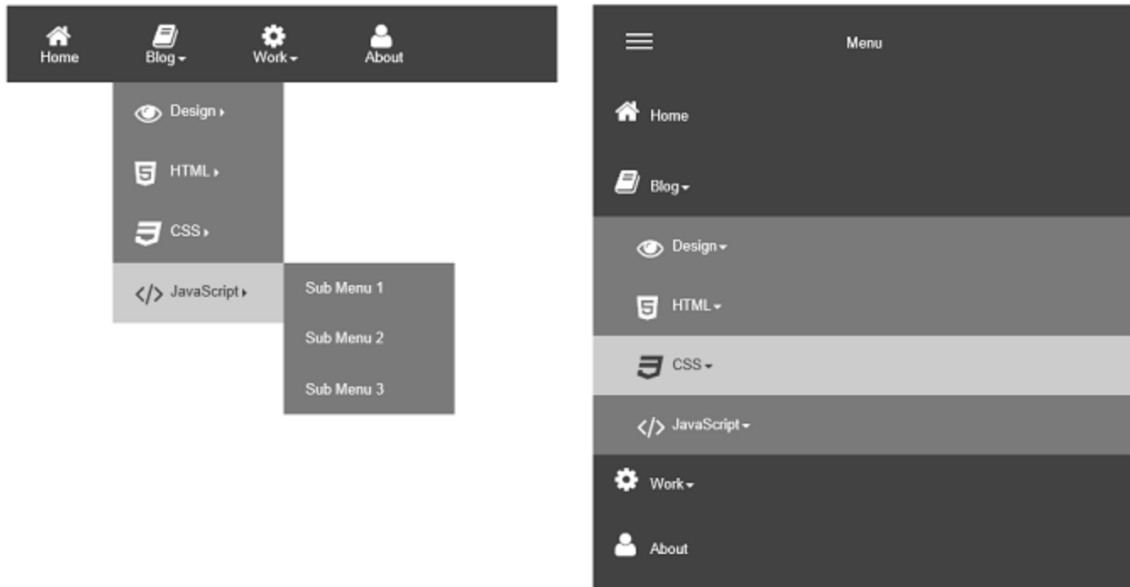 Home Blog Work About
Design
HTML
CSS
JavaScript
Sub Menu 1
Sub Menu 2
Sub Menu 3
Menu
Home
Blog
Design
HTML
CSS
JavaScript
Work
About